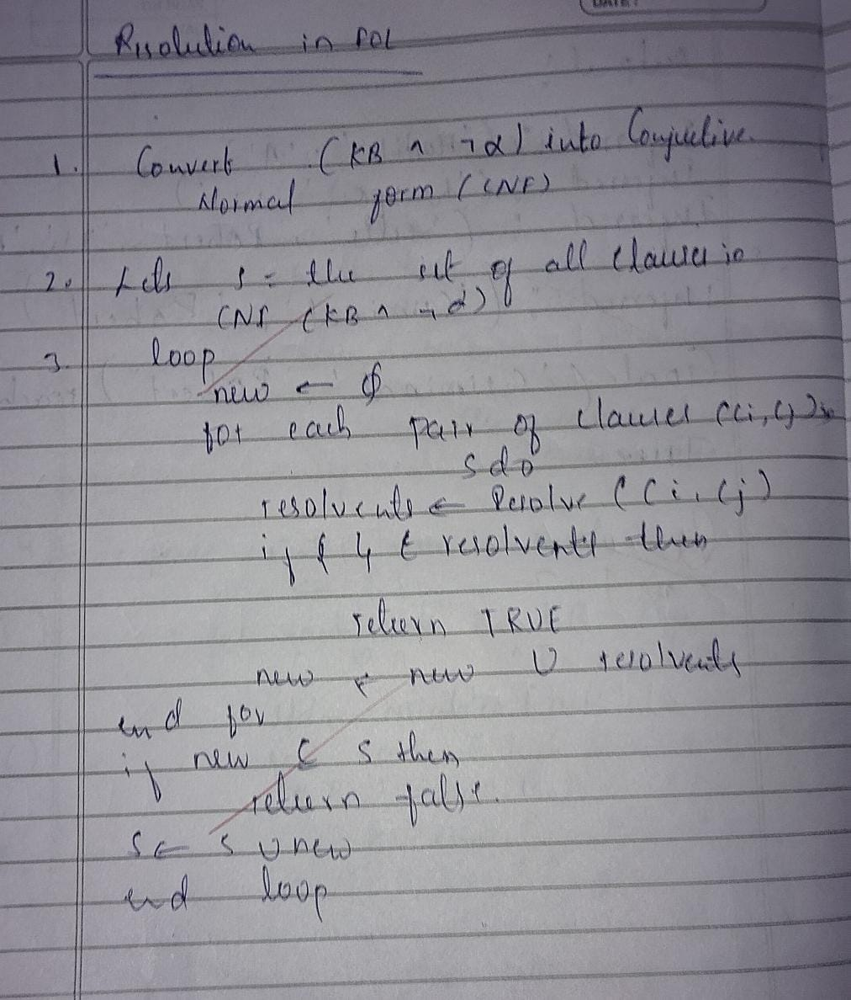 Resolution in FOL
1. Convert (KB ∧ ¬α) into Conjuctive
Normal form (CNF)
2. Lets S = the set of all clauses in
CNF (KB ∧ ¬α)
3. loop
new ← ϕ
for each pair of clauses (Ci, Cj) in
S do
resolvents ← Resolve (Ci, Cj)
if { } ∈ resolvents then
return TRUE
new ← new ∪ resolvents
end for
if new ⊂ S then
return false.
S ← S ∪ new
end loop